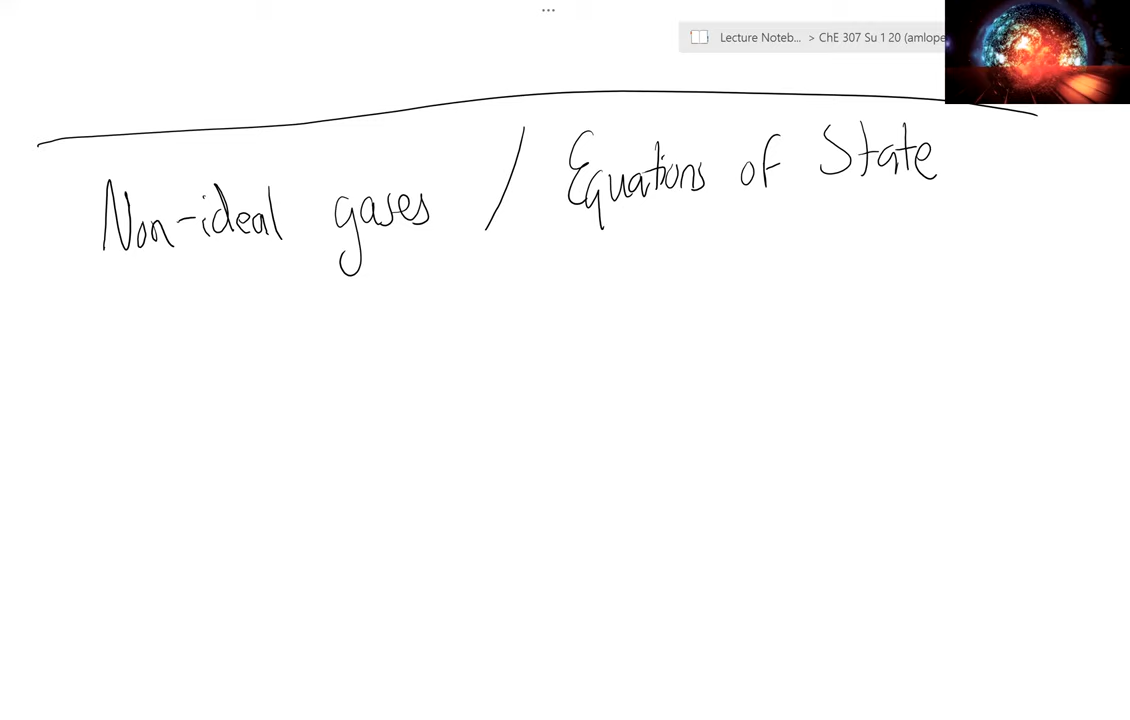 Lecture Noteb... > ChE 307 Su 1 20 (amlope
Non-ideal gases / Equations of State